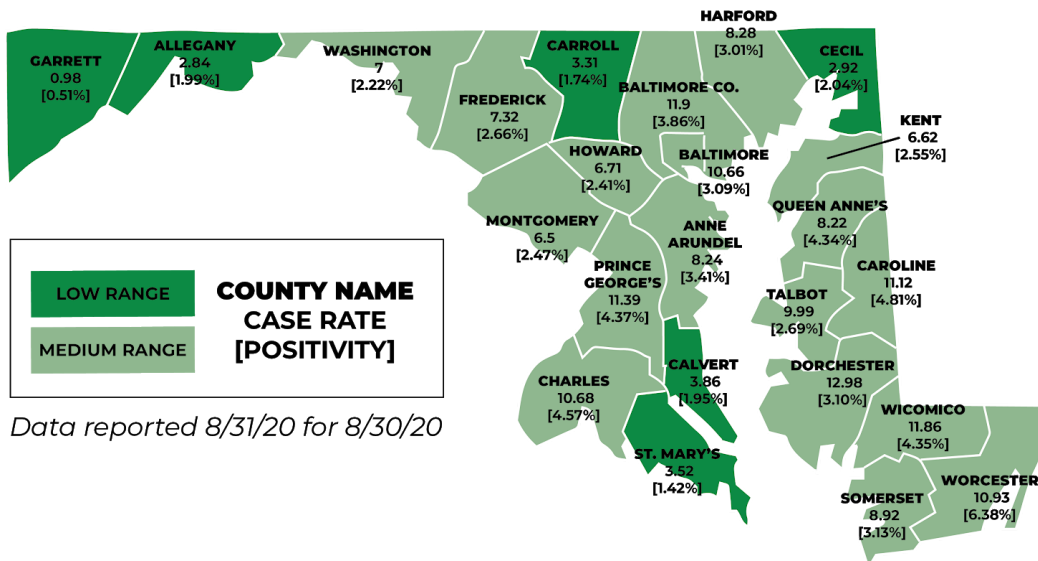 HARFORD
8.28
[3.01%]
GARRETT
0.98
[0.51%]
ALLEGANY
2.84
[1.99%]
WASHINGTON
7
[2.22%]
CARROLL
3.31
[1.74%]
CECIL
2.92
[2.04%]
FREDERICK
7.32
[2.66%]
BALTIMORE CO.
11.9
[3.86%]
KENT
6.62
[2.55%]
HOWARD
6.71
[2.41%]
BALTIMORE
10.66
[3.09%]
MONTGOMERY
6.5
[2.47%]
ANNE
ARUNDEL
8.24
[3.41%]
QUEEN ANNE'S
8.22
[4.34%]
PRINCE
GEORGE'S
11.39
[4.37%]
CAROLINE
11.12
[4.81%]
TALBOT
9.99
[2.69%]
LOW RANGE
MEDIUM RANGE
COUNTY NAME
CASE RATE
[POSITIVITY]
CALVERT
3.86
[1.95%]
DORCHESTER
12.98
[3.10%]
CHARLES
10.68
[4.57%]
WICOMICO
11.86
[4.35%]
Data reported 8/31/20 for 8/30/20
ST. MARY'S
3.52
[1.42%]
SOMERSET
8.92
[3.13%]
WORCESTER
10.93
[6.38%]